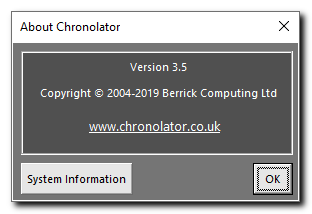 About Chronolator
Version 3.5
Copyright © 2004-2019 Berrick Computing Ltd
www.chronolator.co.uk
System Information
OK